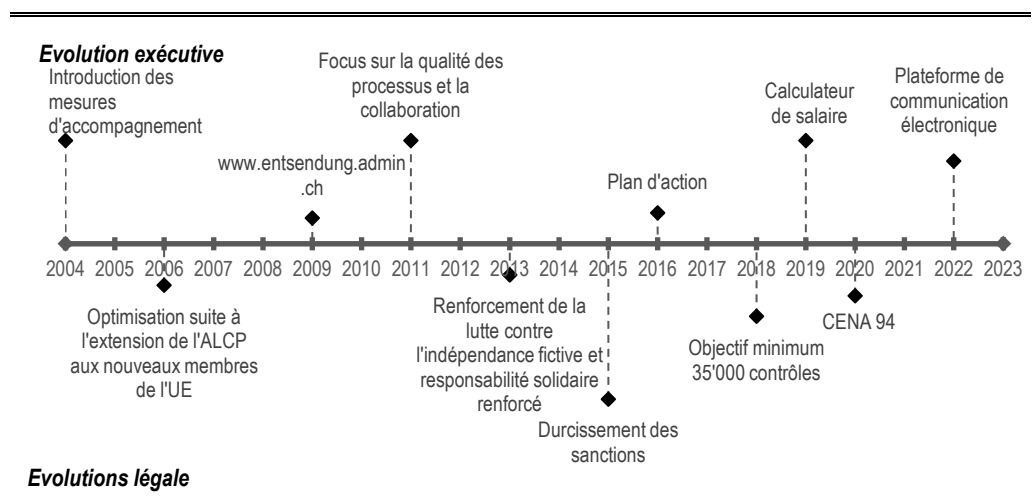 Evolution exécutive
Introduction des
mesures
d'accompagnement
www.entsendung.admin
.ch
Focus sur la qualité des
processus et la
collaboration
Plan d'action
Calculateur
de salaire
Plateforme de
communication
électronique
2004 2005 2006 2007 2008 2009 2010 2011 2012 2013 2014 2015 2016 2017 2018 2019 2020 2021 2022 2023
Optimisation suite à
l'extension de l'ALCP
aux nouveaux membres
de l'UE
Renforcement de la
lutte contre
l'indépendance fictive et
responsabilité solidaire
renforcé
Durcissement des
sanctions
Objectif minimum
35'000 contrôles
CENA 94
Evolutions légale